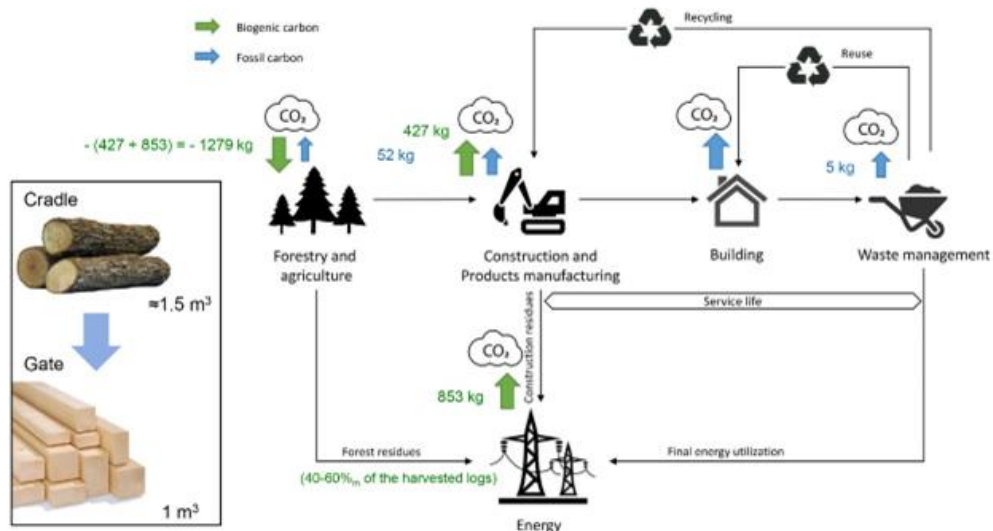 Recycling
Biogenic carbon
Fossil carbon
Reuse
CO₂
CO₂
CO₂
CO₂
- (427 + 853) = - 1279 kg
427 kg
52 kg
5 kg
Cradle
≈1.5 m³
Gate
1 m³
Forestry and
agriculture
Construction and
Products manufacturing
Building
Waste management
Service life
Construction residues
CO₂
853 kg
Forest residues
(40-60%ₘ of the harvested logs)
Final energy utilization
Energy